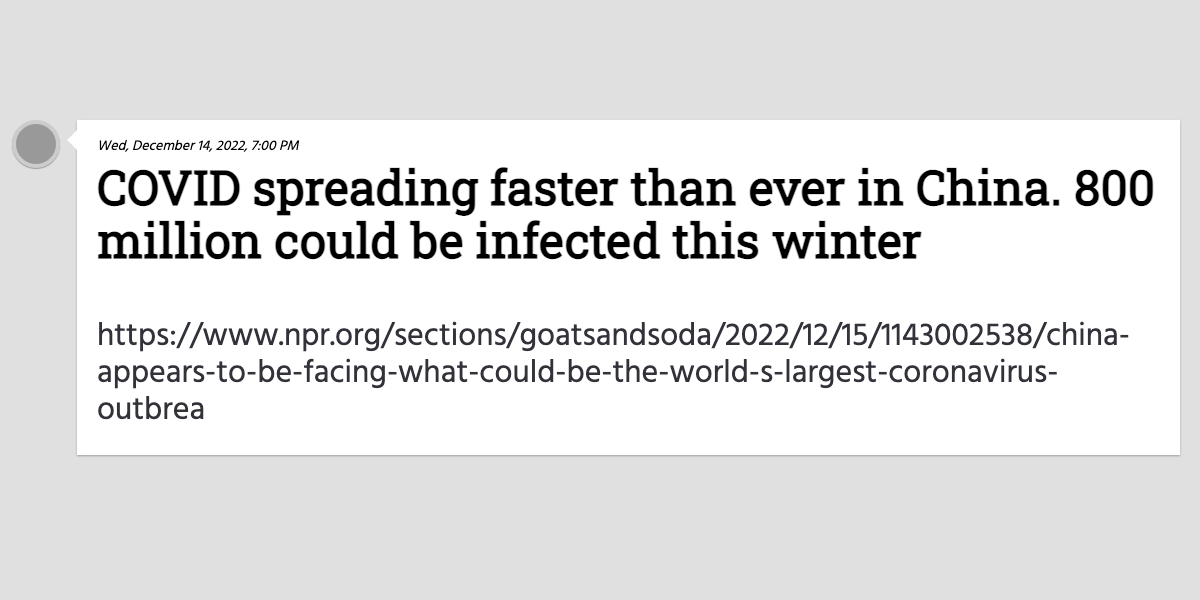 Wed, December 14, 2022, 7:00 PM
COVID spreading faster than ever in China. 800
million could be infected this winter
https://www.npr.org/sections/goatsandsoda/2022/12/15/1143002538/china-
appears-to-be-facing-what-could-be-the-world-s-largest-coronavirus-
outbrea